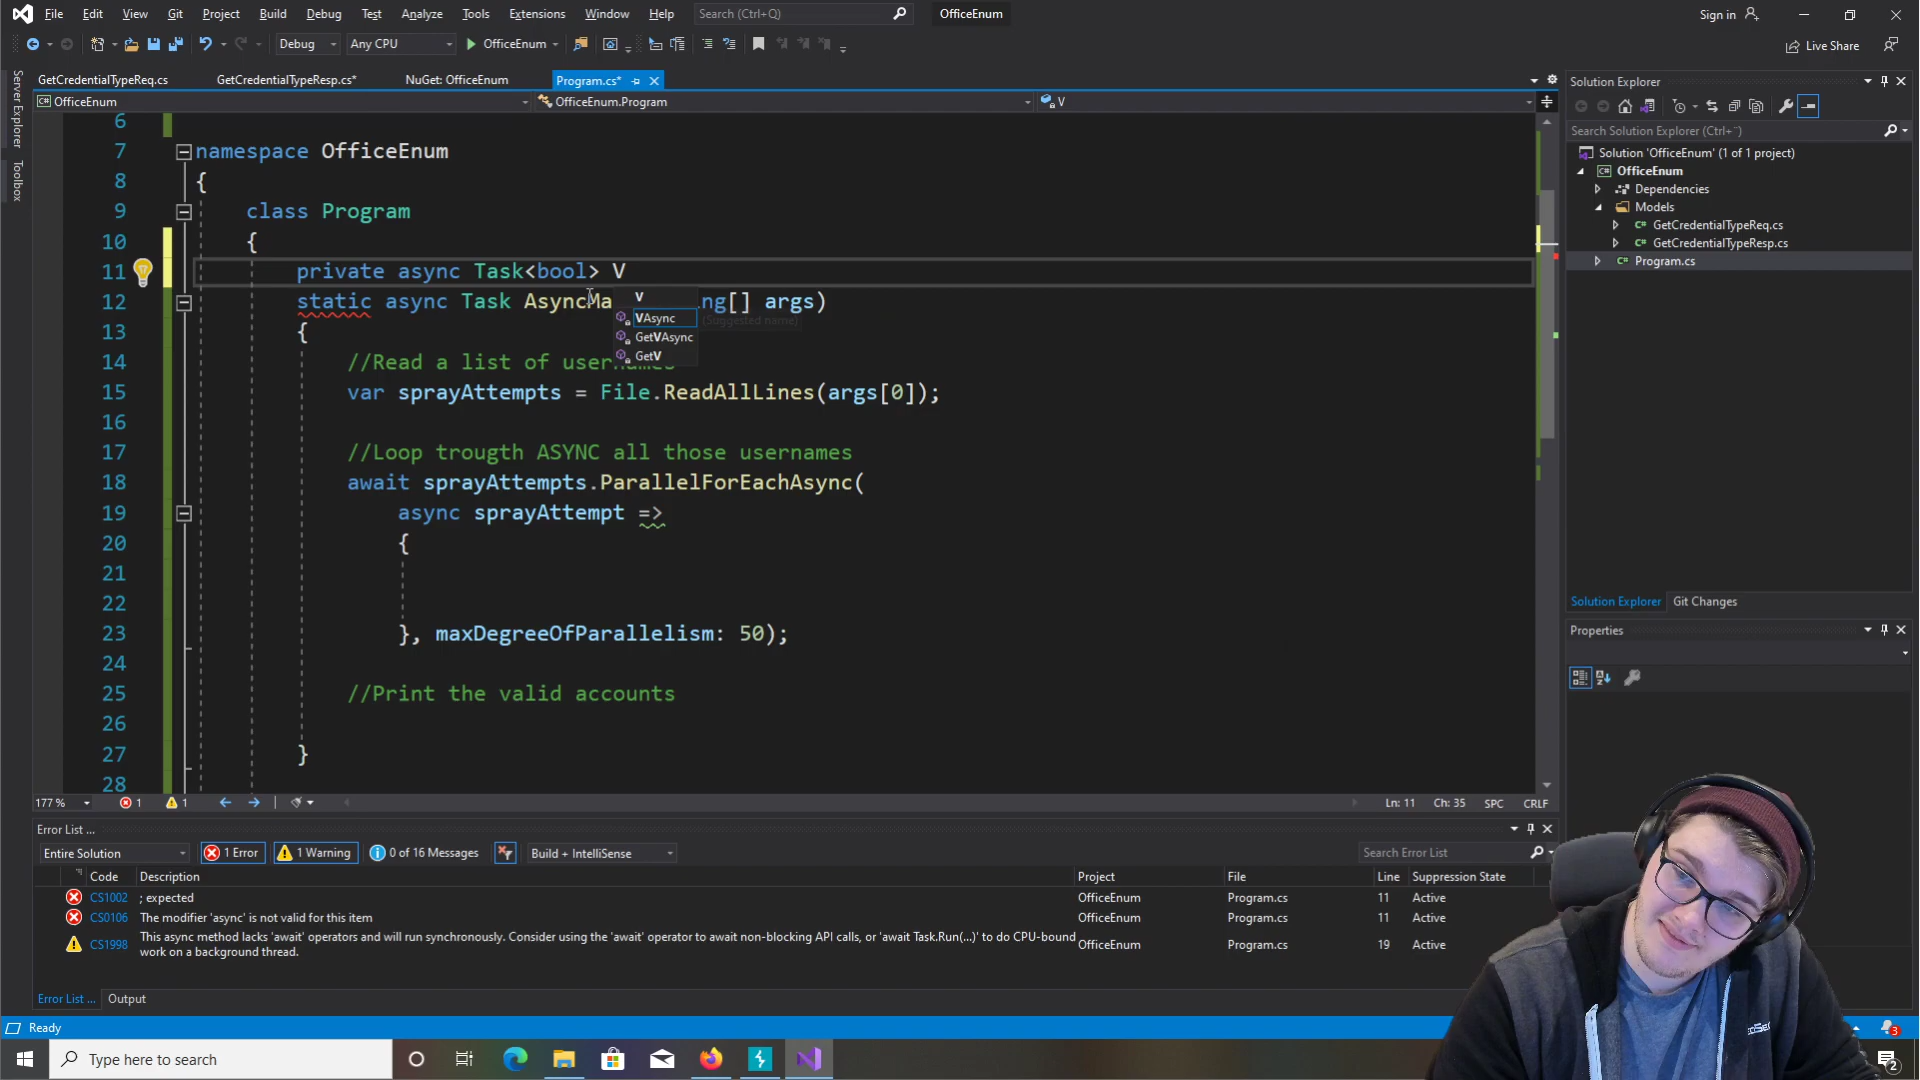 File Edit View Git Project Build Debug Test Analyze Tools Extensions Window Help Search (Ctrl+Q) OfficeEnum Sign in
Debug Any CPU OfficeEnum Live Share
GetCredentialTypeReq.cs GetCredentialTypeResp.cs* NuGet: OfficeEnum Program.cs*
OfficeEnum OfficeEnum.Program V
Server Explorer
Toolbox
6
7 namespace OfficeEnum
8 {
9 class Program
10 {
11 private async Task<bool> V
12 static async Task AsyncMa ng[] args)
V
VAsync (Suggested name)
GetVAsync
GetV
13 {
14 //Read a list of usernames
15 var sprayAttempts = File.ReadAllLines(args[0]);
16
17 //Loop trougth ASYNC all those usernames
18 await sprayAttempts.ParallelForEachAsync(
19 async sprayAttempt =>
20 {
21
22
23 }, maxDegreeOfParallelism: 50);
24
25 //Print the valid accounts
26
27 }
28
177 % 1 1 Ln: 11 Ch: 35 SPC CRLF
Error List ...
Entire Solution 1 Error 1 Warning 0 of 16 Messages Build + IntelliSense Search Error List
Code Description Project File Line Suppression State
CS1002 ; expected OfficeEnum Program.cs 11 Active
CS0106 The modifier 'async' is not valid for this item OfficeEnum Program.cs 11 Active
CS1998 This async method lacks 'await' operators and will run synchronously. Consider using the 'await' operator to await non-blocking API calls, or 'await Task.Run(...)' to do CPU-bound OfficeEnum Program.cs 19 Active
work on a background thread.
Error List ... Output
Ready 3
Type here to search 2
Solution Explorer
Search Solution Explorer (Ctrl+¨)
Solution 'OfficeEnum' (1 of 1 project)
OfficeEnum
Dependencies
Models
GetCredentialTypeReq.cs
GetCredentialTypeResp.cs
Program.cs
Solution Explorer Git Changes
Properties